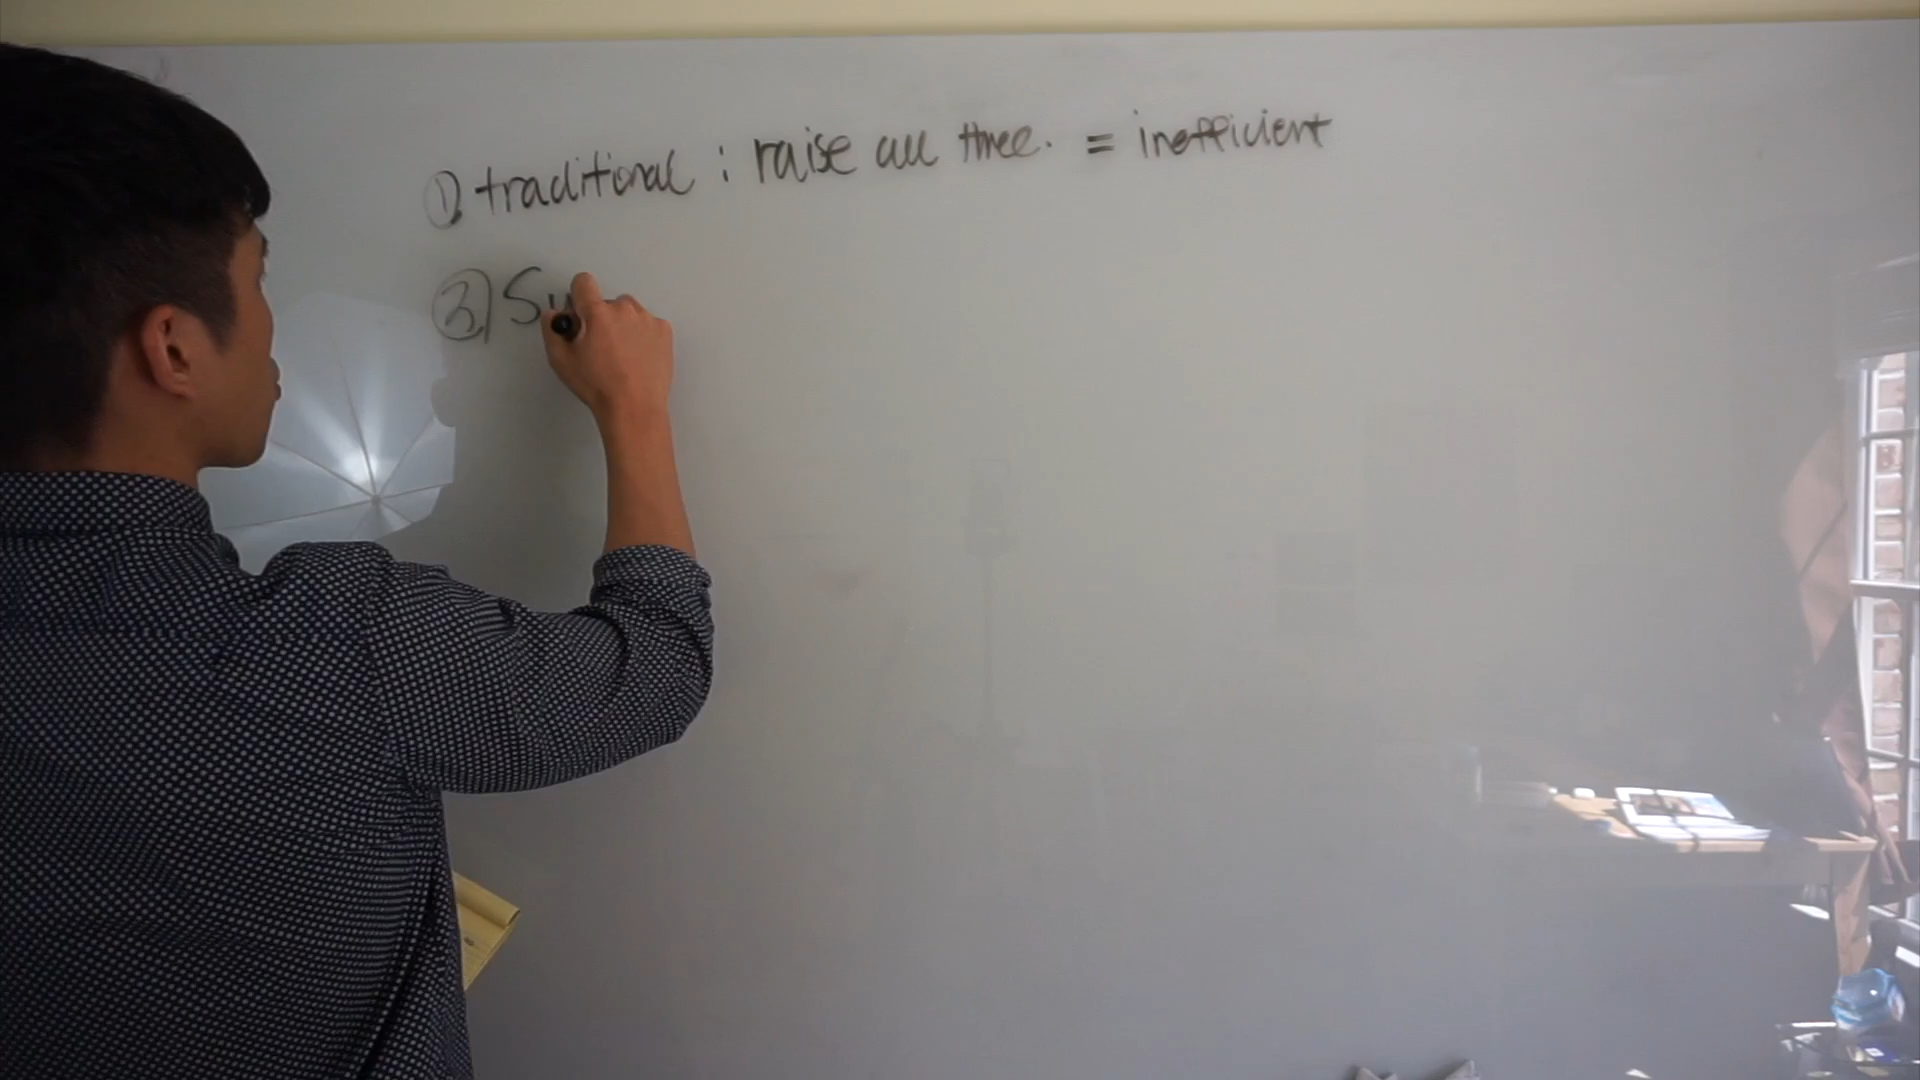 ① traditional : raise all three. = inefficient
② Su